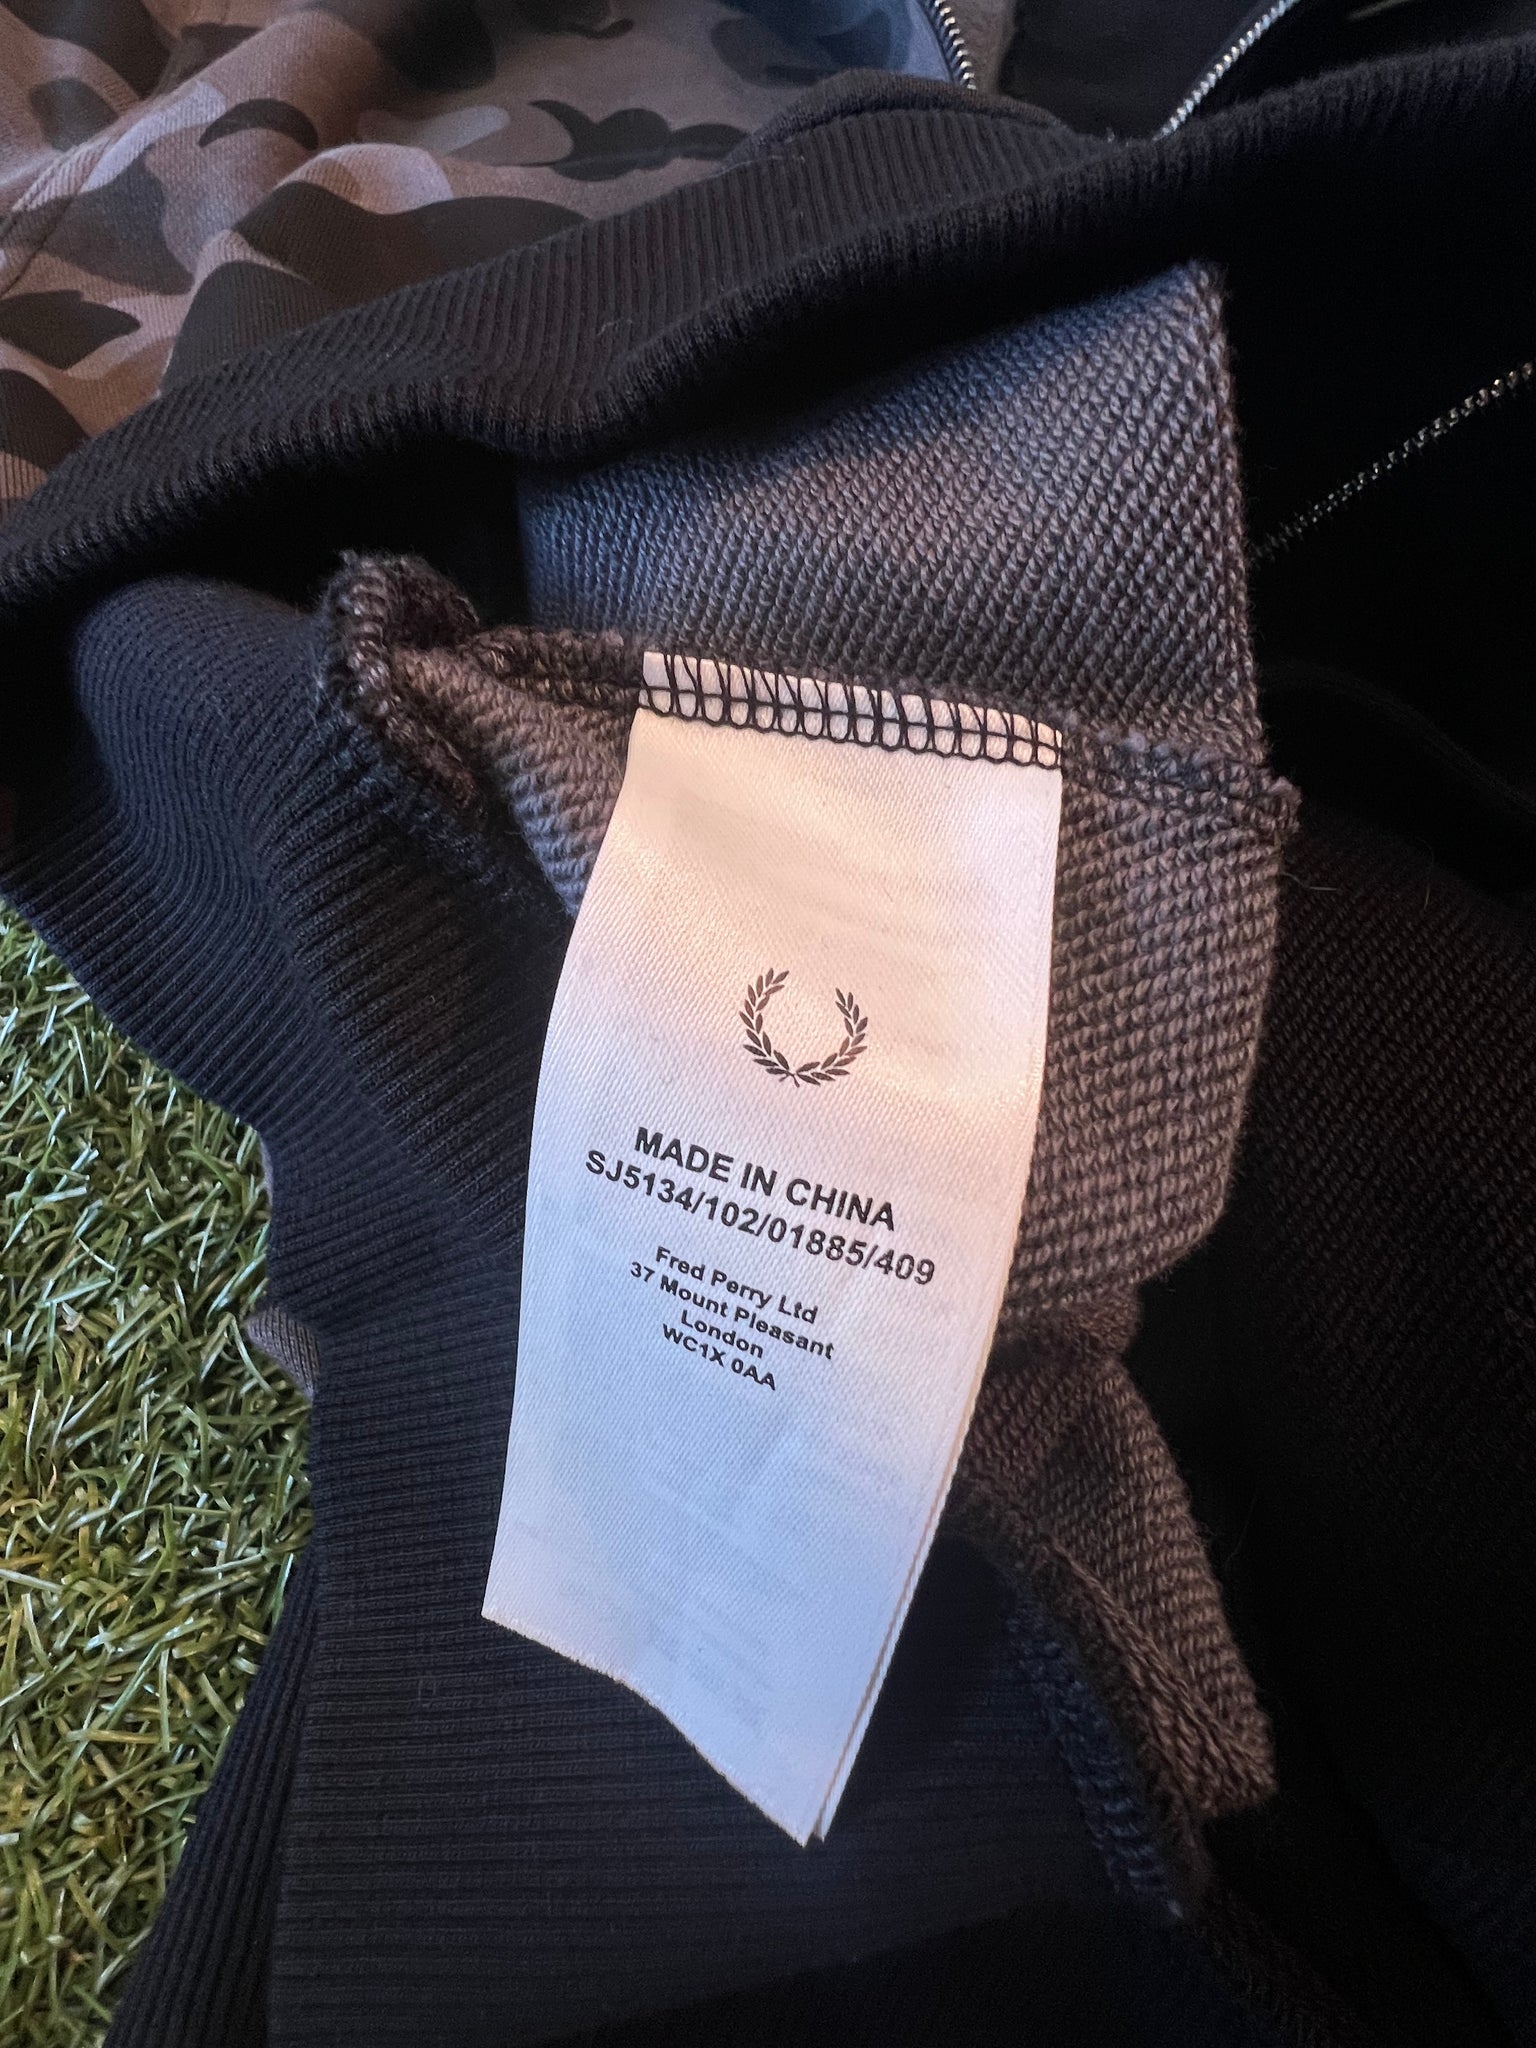 MADE IN CHINA
SJ5134/102/01885/409
Fred Perry Ltd
37 Mount Pleasant
London
WC1X 0AA